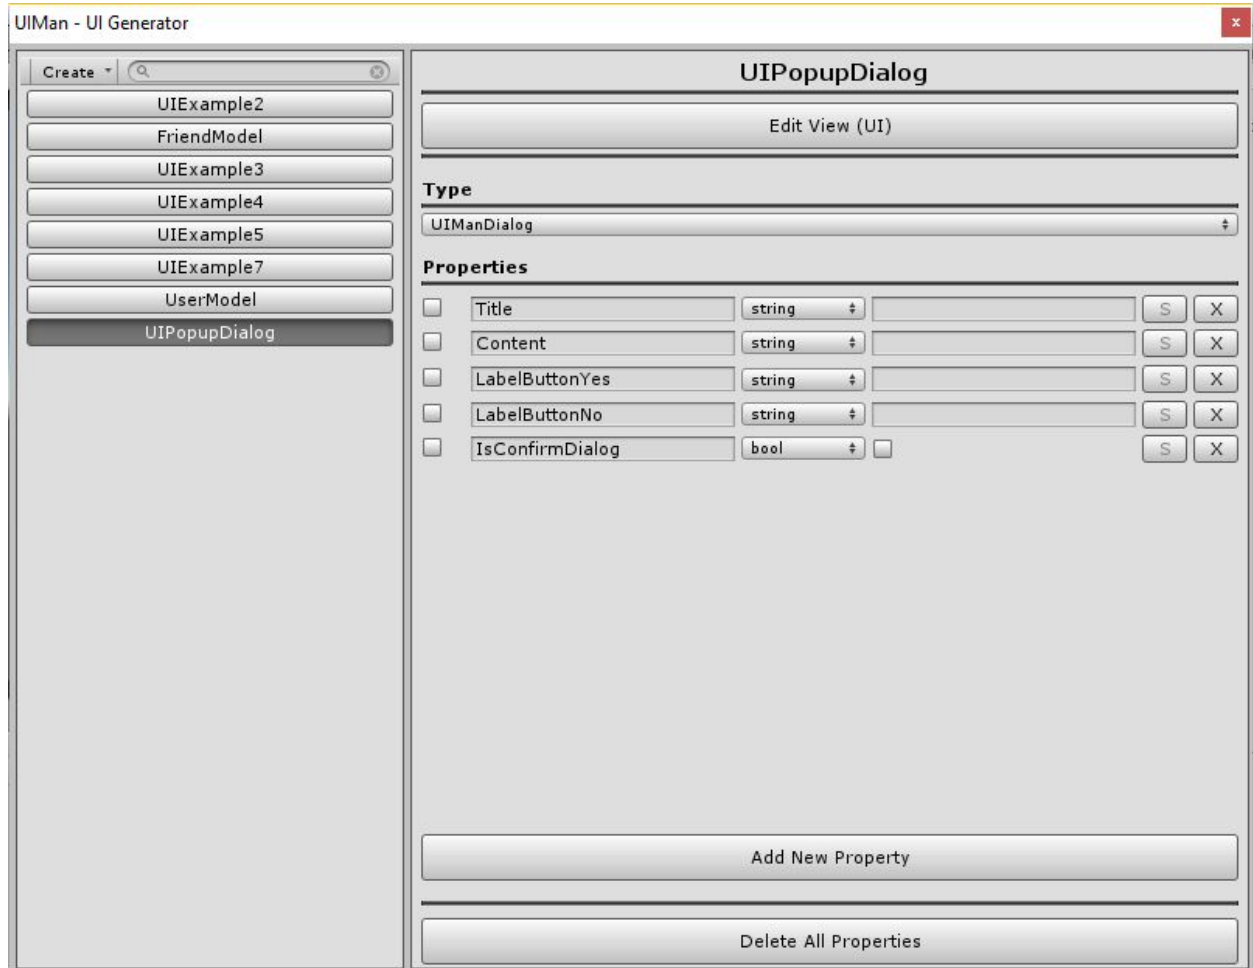 UIMan - UI Generator
x
Create
UIExample2
FriendModel
UIExample3
UIExample4
UIExample5
UIExample7
UserModel
UIPopupDialog
UIPopupDialog
Edit View (UI)
Type
UIManDialog
Properties
Title string S X
Content string S X
LabelButtonYes string S X
LabelButtonNo string S X
IsConfirmDialog bool S X
Add New Property
Delete All Properties